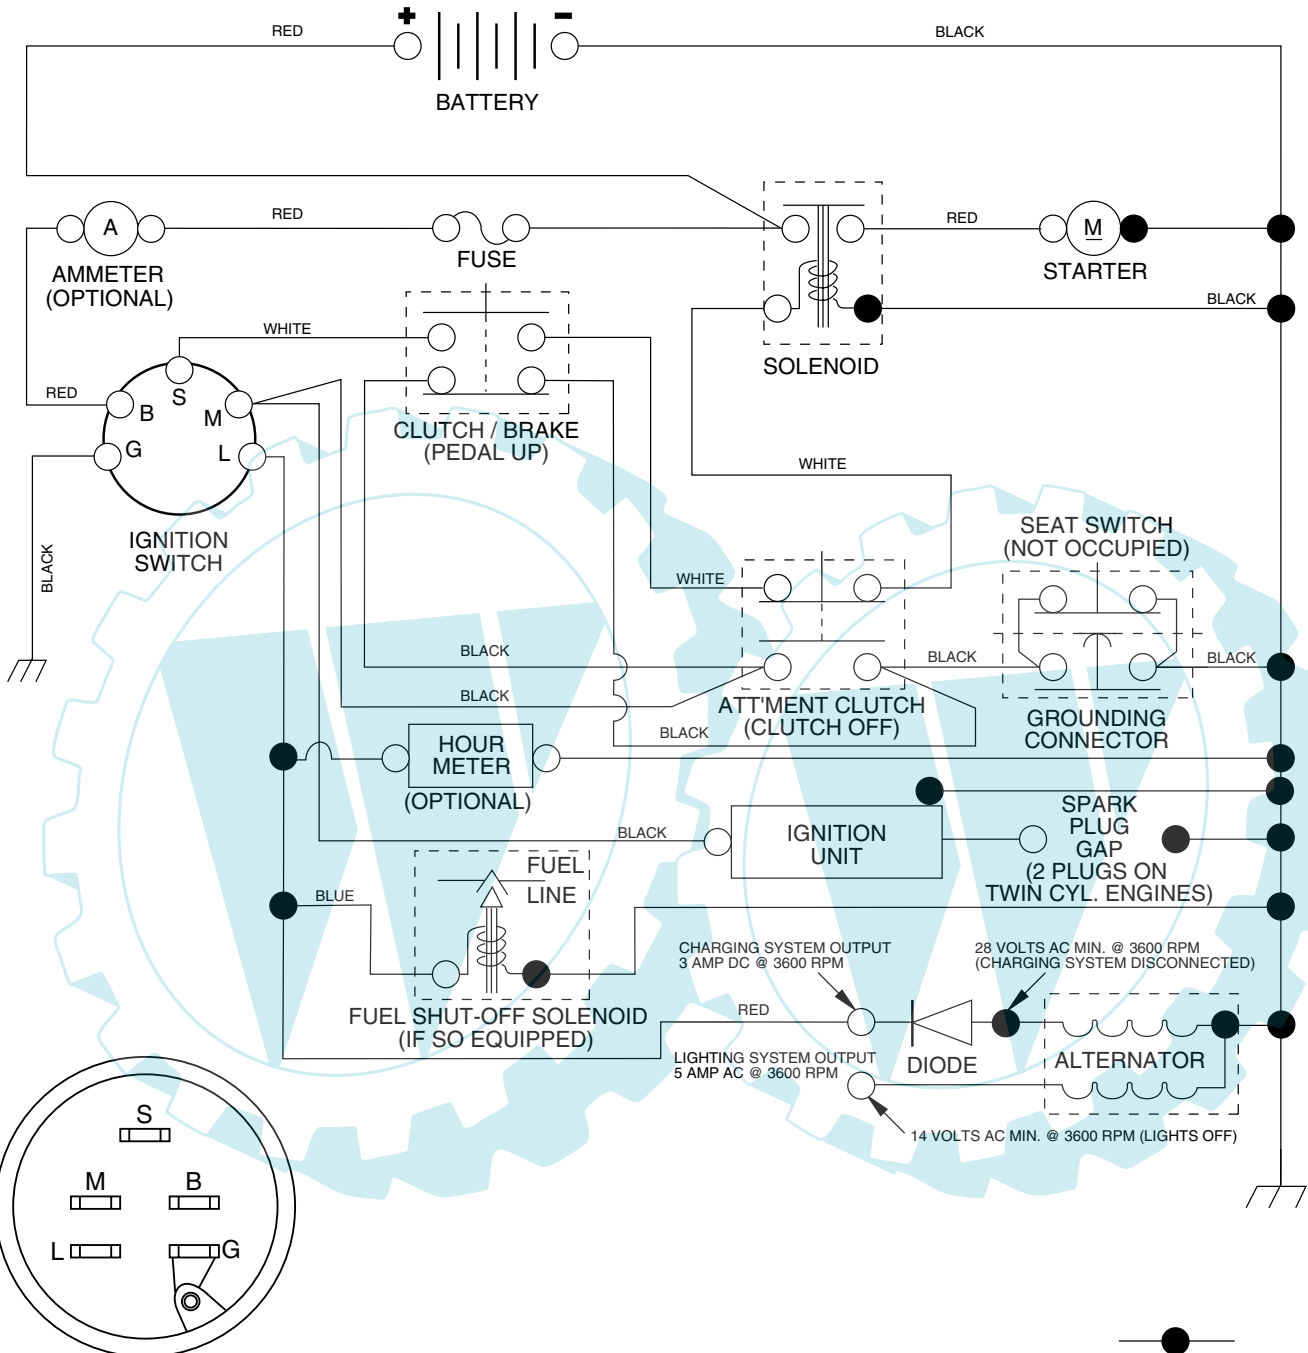 RED
+
-
BLACK
BATTERY
A
RED
AMMETER
(OPTIONAL)
FUSE
RED
M
STARTER
BLACK
SOLENOID
WHITE
RED
S
B
M
G
L
CLUTCH / BRAKE
(PEDAL UP)
IGNITION
SWITCH
BLACK
WHITE
SEAT SWITCH
(NOT OCCUPIED)
WHITE
BLACK
BLACK
BLACK
BLACK
ATT'MENT CLUTCH
(CLUTCH OFF)
GROUNDING
CONNECTOR
BLACK
HOUR
METER
(OPTIONAL)
BLACK
IGNITION
UNIT
SPARK
PLUG
GAP
(2 PLUGS ON
TWIN CYL. ENGINES)
FUEL
LINE
BLUE
FUEL SHUT-OFF SOLENOID
(IF SO EQUIPPED)
CHARGING SYSTEM OUTPUT
3 AMP DC @ 3600 RPM
28 VOLTS AC MIN. @ 3600 RPM
(CHARGING SYSTEM DISCONNECTED)
RED
DIODE
ALTERNATOR
LIGHTING SYSTEM OUTPUT
5 AMP AC @ 3600 RPM
14 VOLTS AC MIN. @ 3600 RPM (LIGHTS OFF)
S
M
B
L
G